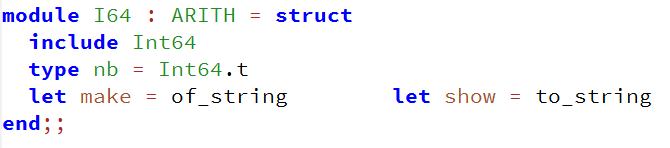 module I64 : ARITH = struct
include Int64
type nb = Int64.t
let make = of_string let show = to_string
end;;